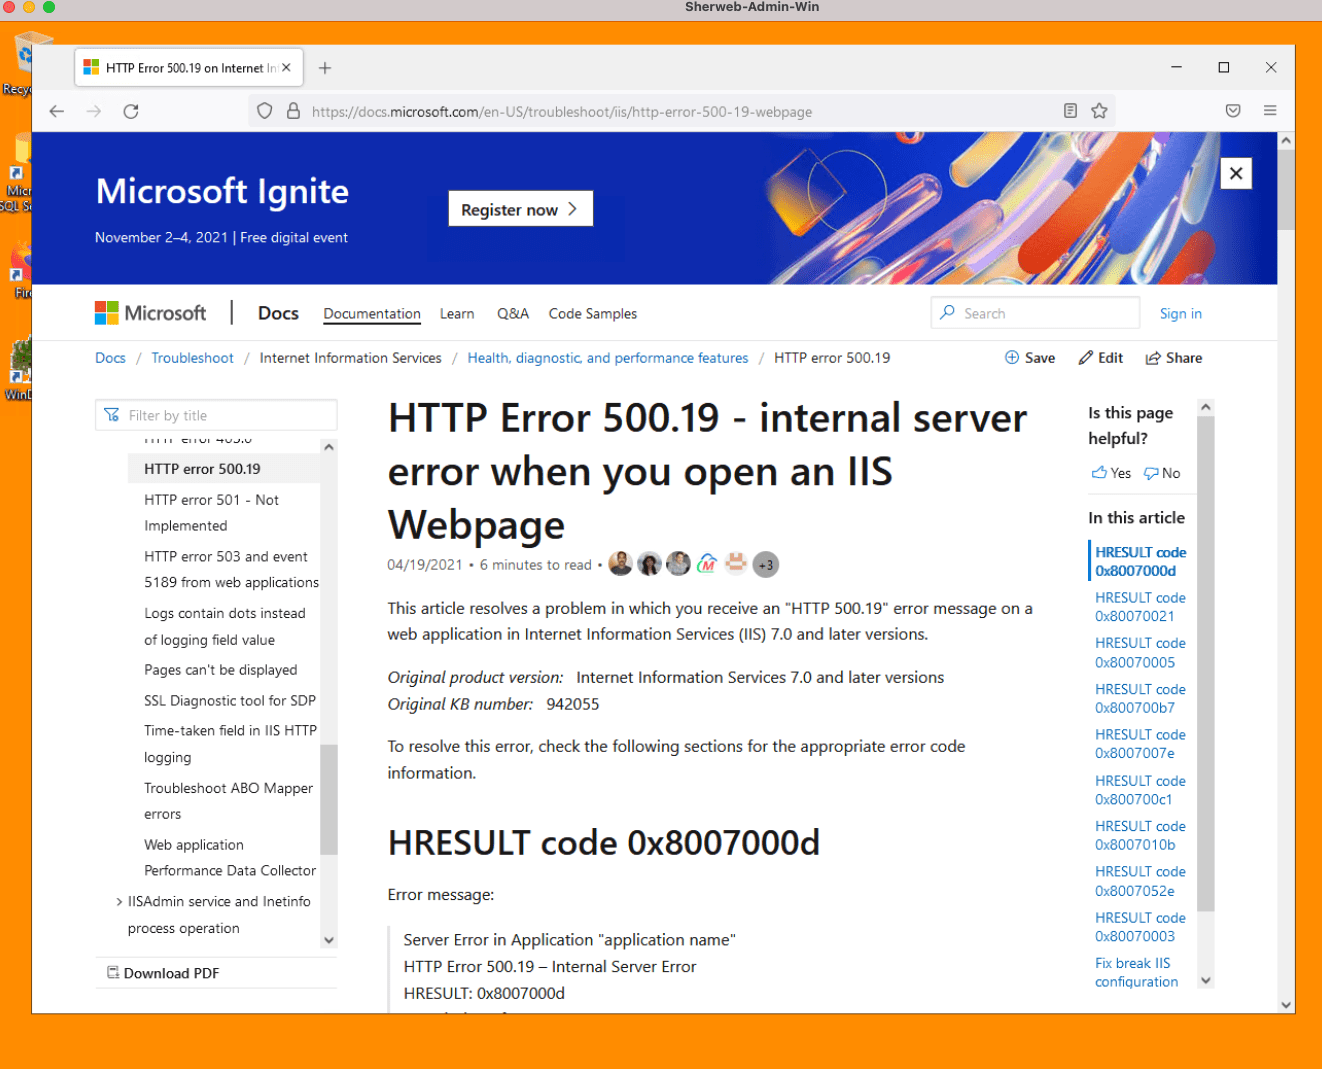 Sherweb-Admin-Win
HTTP Error 500.19 on Internet In
https://docs.microsoft.com/en-US/troubleshoot/iis/http-error-500-19-webpage
Microsoft Ignite
November 2–4, 2021 | Free digital event
Register now
Microsoft
Docs
Documentation
Learn
Q&A
Code Samples
Search
Sign in
Docs / Troubleshoot / Internet Information Services / Health, diagnostic, and performance features / HTTP error 500.19
Save
Edit
Share
Filter by title
HTTP error 500.19
HTTP error 501 - Not
Implemented
HTTP error 503 and event
5189 from web applications
Logs contain dots instead
of logging field value
Pages can't be displayed
SSL Diagnostic tool for SDP
Time-taken field in IIS HTTP
logging
Troubleshoot ABO Mapper
errors
Web application
Performance Data Collector
IISAdmin service and Inetinfo
process operation
Download PDF
HTTP Error 500.19 - internal server
error when you open an IIS
Webpage
04/19/2021 • 6 minutes to read •
M
+3
This article resolves a problem in which you receive an "HTTP 500.19" error message on a
web application in Internet Information Services (IIS) 7.0 and later versions.
Original product version: Internet Information Services 7.0 and later versions
Original KB number: 942055
To resolve this error, check the following sections for the appropriate error code
information.
HRESULT code 0x8007000d
Error message:
Server Error in Application "application name"
HTTP Error 500.19 – Internal Server Error
HRESULT: 0x8007000d
Is this page
helpful?
Yes No
In this article
HRESULT code
0x8007000d
HRESULT code
0x80070021
HRESULT code
0x80070005
HRESULT code
0x800700b7
HRESULT code
0x8007007e
HRESULT code
0x800700c1
HRESULT code
0x8007010b
HRESULT code
0x8007052e
HRESULT code
0x80070003
Fix break IIS
configuration